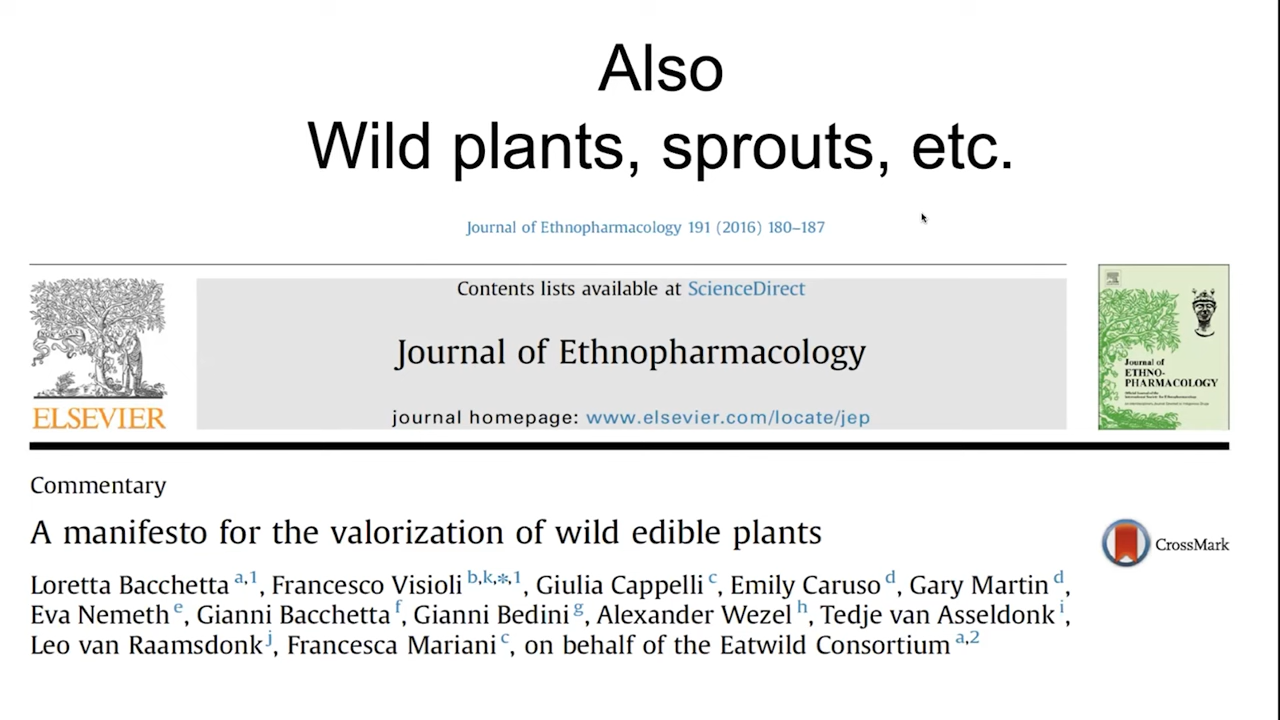 Also
Wild plants, sprouts, etc.
Journal of Ethnopharmacology 191 (2016) 180–187
Contents lists available at ScienceDirect
Journal of Ethnopharmacology
journal homepage: www.elsevier.com/locate/jep
ELSEVIER
Journal of
ETHNO-
PHARMACOLOGY
Commentary
A manifesto for the valorization of wild edible plants
CrossMark
Loretta Bacchetta a,1, Francesco Visioli b,k,*,1, Giulia Cappelli c, Emily Caruso d, Gary Martin d,
Eva Nemeth e, Gianni Bacchetta f, Gianni Bedini g, Alexander Wezel h, Tedje van Asseldonk i,
Leo van Raamsdonk j, Francesca Mariani c, on behalf of the Eatwild Consortium a,2